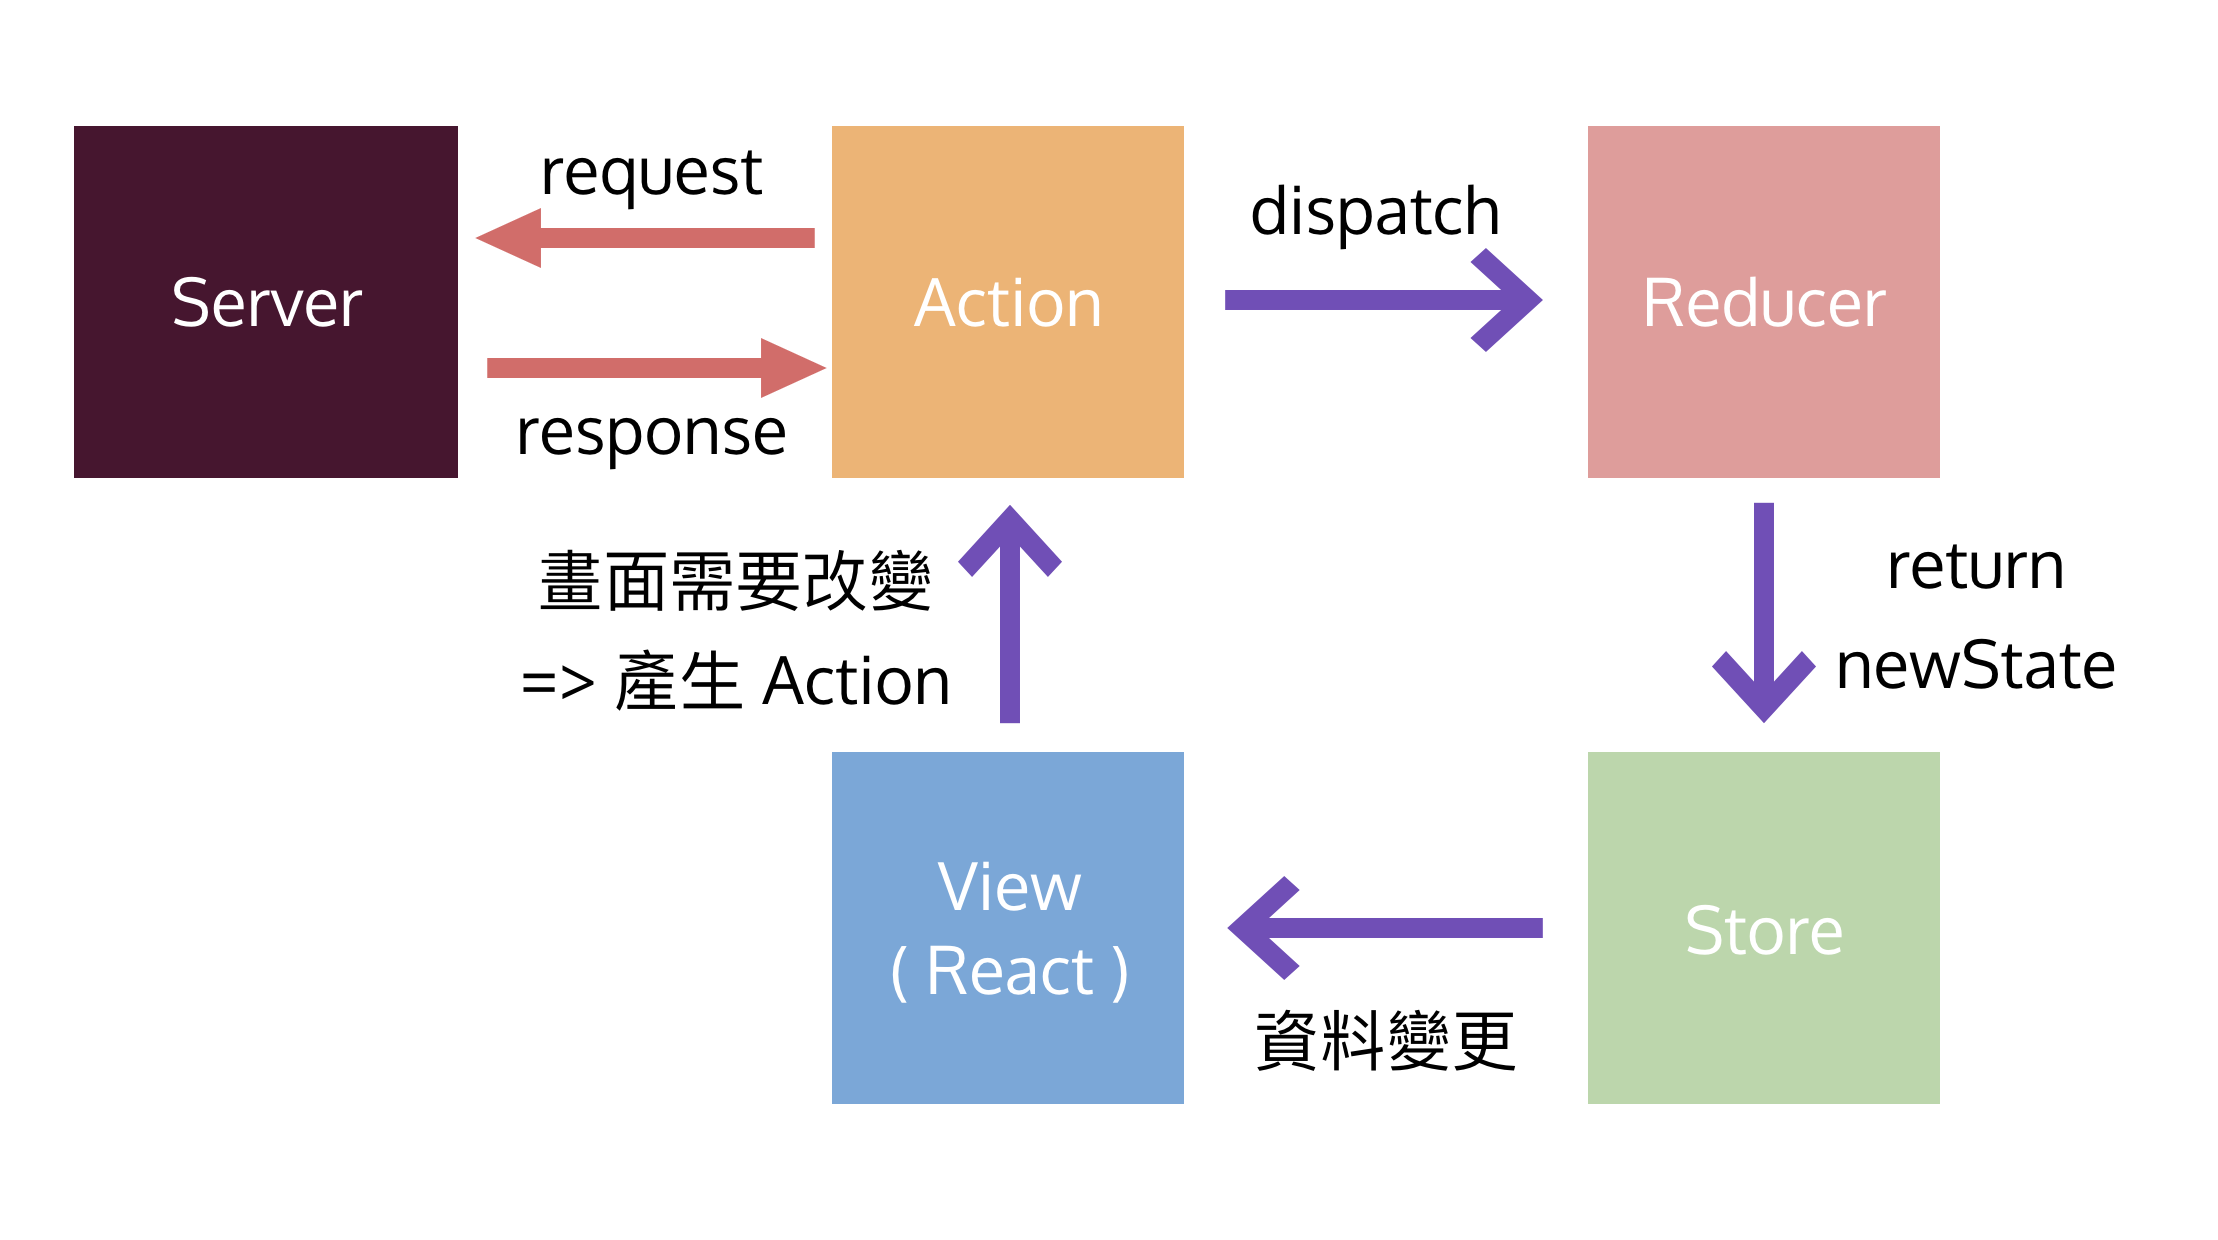 request
dispatch
Server
Action
Reducer
response
畫面需要改變
=> 產生 Action
return
newState
View
( React )
Store
資料變更